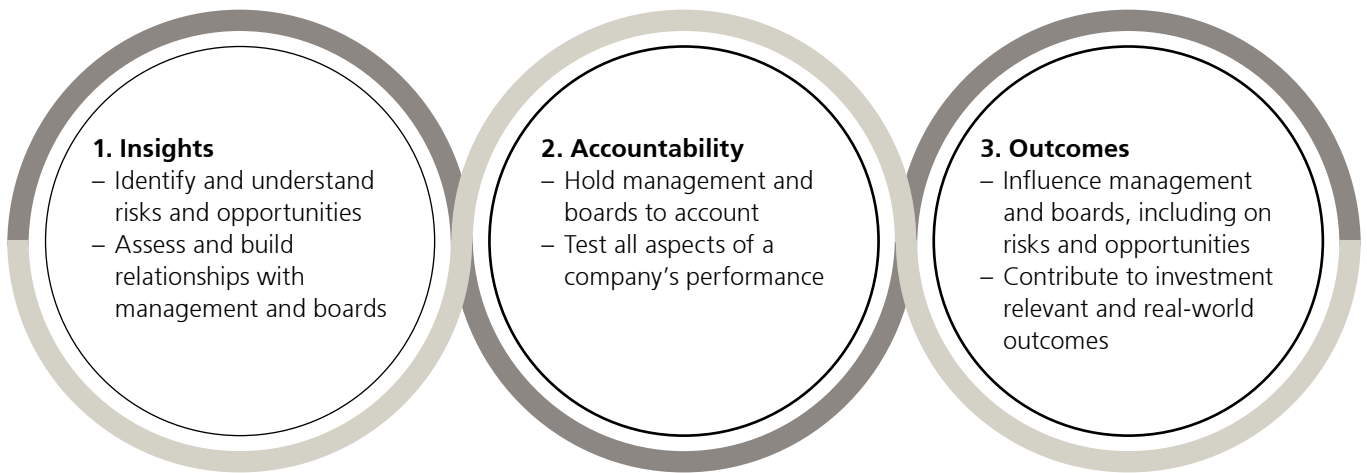 1. Insights
– Identify and understand
risks and opportunities
– Assess and build
relationships with
management and boards
2. Accountability
– Hold management and
boards to account
– Test all aspects of a
company’s performance
3. Outcomes
– Influence management
and boards, including on
risks and opportunities
– Contribute to investment
relevant and real-world
outcomes